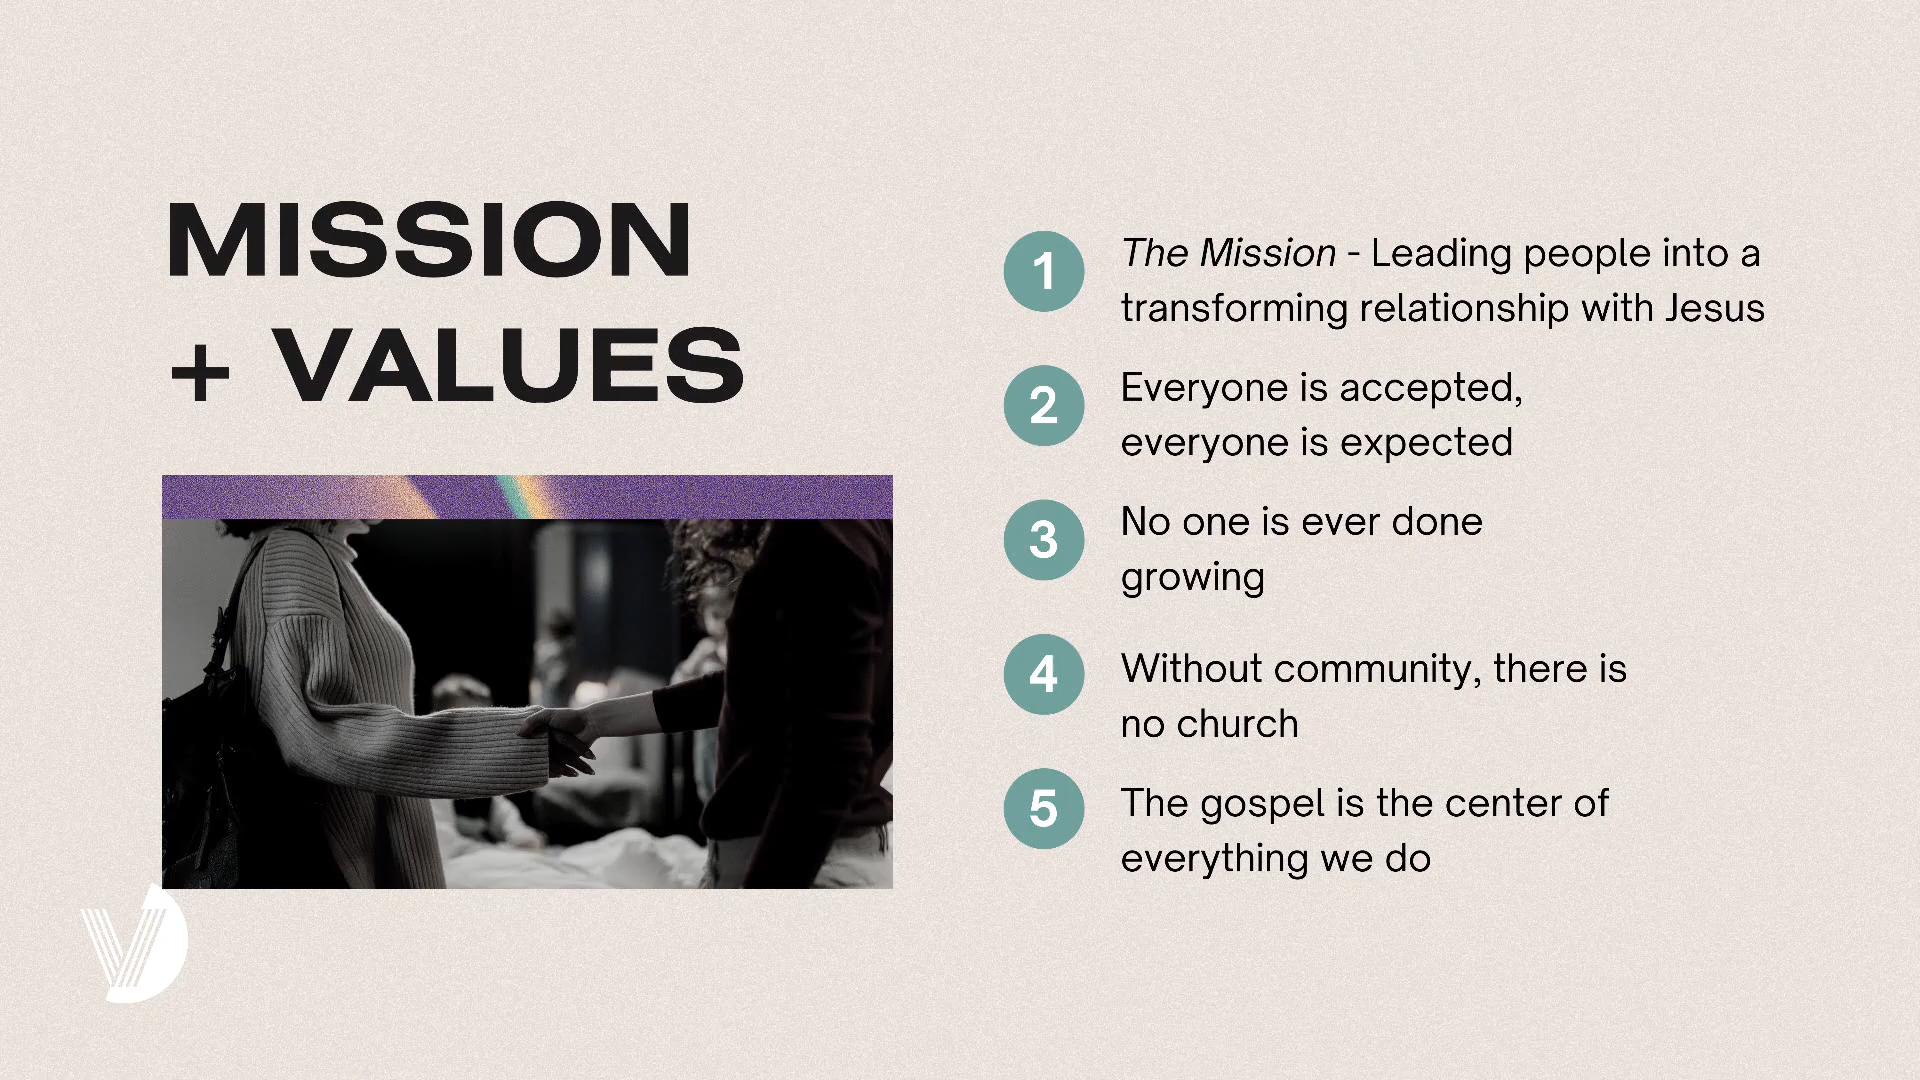 MISSION
+ VALUES
1
The Mission - Leading people into a
transforming relationship with Jesus
2
Everyone is accepted,
everyone is expected
3
No one is ever done
growing
4
Without community, there is
no church
5
The gospel is the center of
everything we do
V